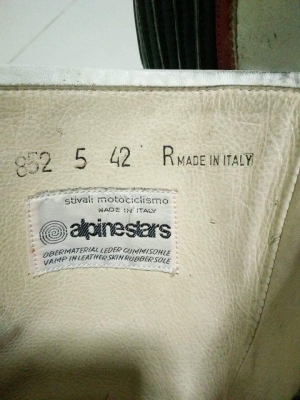 852 5 42 R MADE IN ITALY
stivali motociclismo
MADE IN ITALY
alpinestars
OBERMATERIAL LEDER GUMMISOHLE
VAMP IN LEATHER SKIN RUBBER SOLE